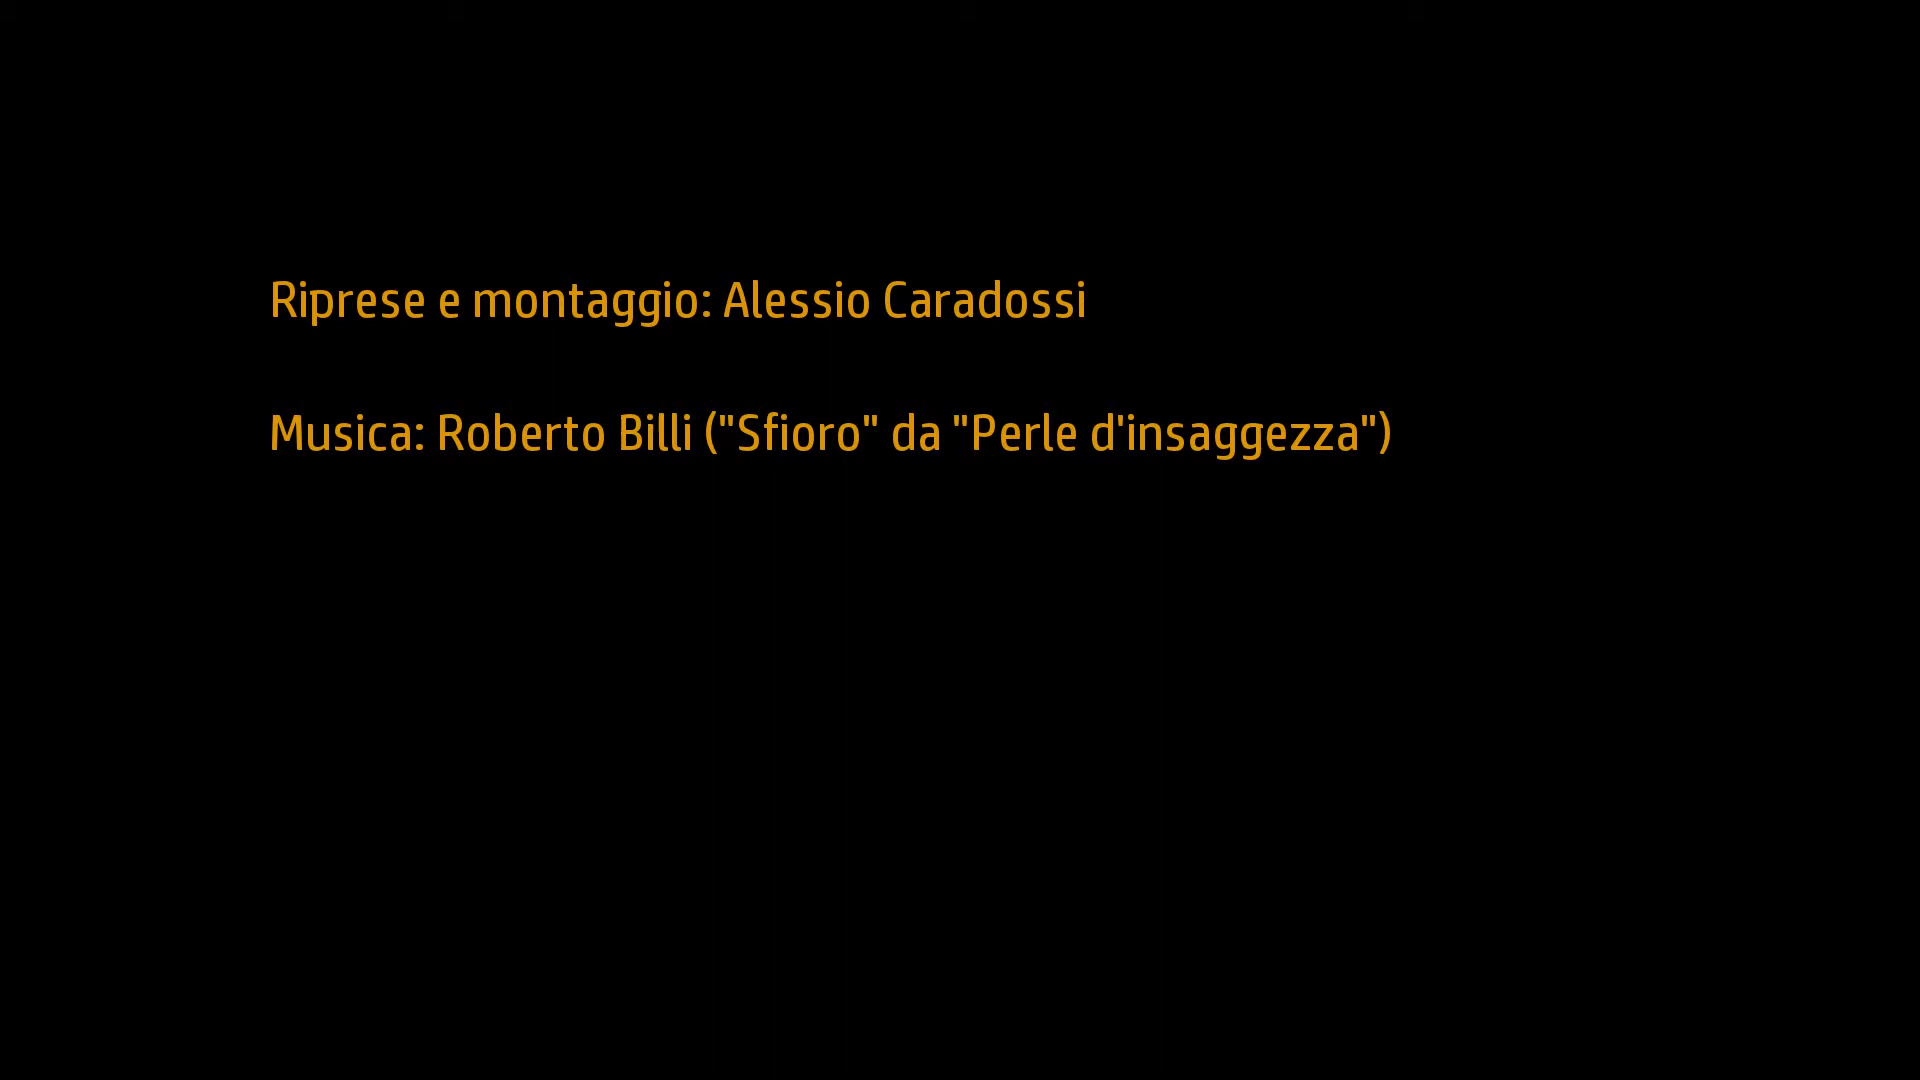 Riprese e montaggio: Alessio Caradossi
Musica: Roberto Billi ("Sfioro" da "Perle d'insaggezza")